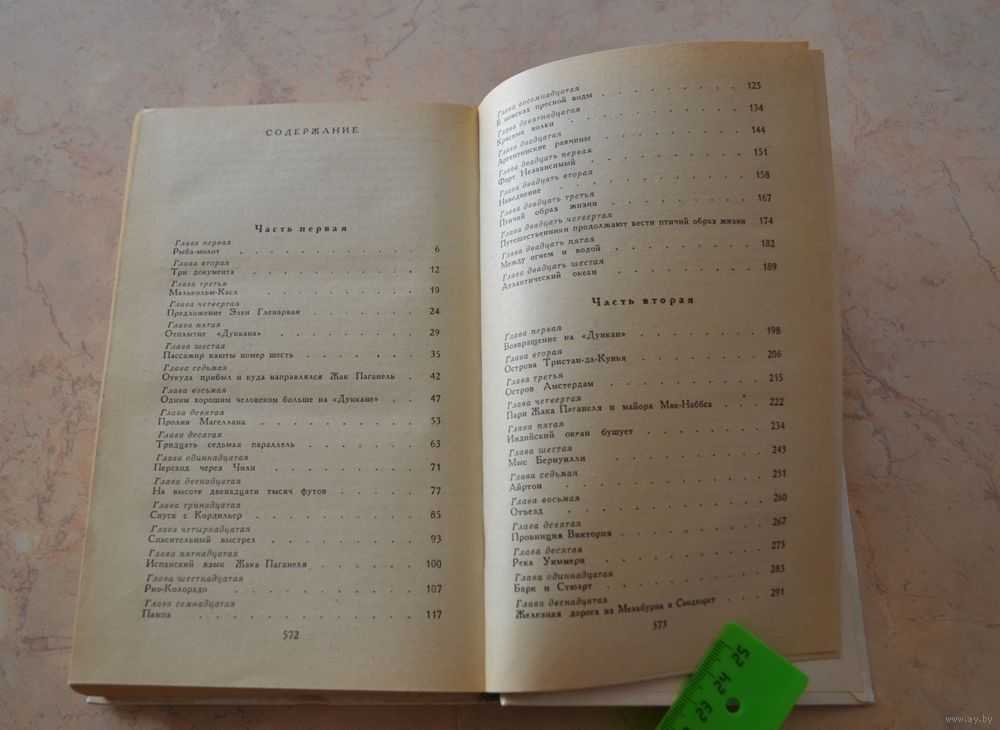 СОДЕРЖАНИЕ
Часть первая
Глава первая
Рыба-молот . . . . . . . . . . 6
Глава вторая
Три документа . . . . . . . . . . 12
Глава третья
Малькольм-Касл . . . . . . . . . . 19
Глава четвертая
Предложение Элен Гленарван . . . . . . 24
Глава пятая
Отплытие «Дункана» . . . . . . . . 29
Глава шестая
Пассажир каюты номер шесть . . . . . . 35
Глава седьмая
Откуда прибыл и куда направлялся Жак Паганель . 42
Глава восьмая
Одним хорошим человеком больше на «Дункане» . . 47
Глава девятая
Пролив Магеллана . . . . . . . . . 53
Глава десятая
Тридцать седьмая параллель . . . . . . 63
Глава одиннадцатая
Переход через Чили . . . . . . . . 71
Глава двенадцатая
На высоте двенадцати тысяч футов . . . . . 77
Глава тринадцатая
Спуск с Кордильер . . . . . . . . . 85
Глава четырнадцатая
Спасительный выстрел . . . . . . . . 93
Глава пятнадцатая
Испанский язык Жака Паганеля . . . . . . 100
Глава шестнадцатая
Рио-Колорадо . . . . . . . . . . 107
Глава семнадцатая
Пампа . . . . . . . . . . . . 117
572
Глава восемнадцатая
В поисках пресной воды . . . . . . . 125
Глава девятнадцатая
Красные волки . . . . . . . . . . 134
Глава двадцатая
Аргентинские равнины . . . . . . . . 144
Глава двадцать первая
Форт Независимый . . . . . . . . . 151
Глава двадцать вторая
Наводнение . . . . . . . . . . . 158
Глава двадцать третья
Птичий образ жизни . . . . . . . . 167
Глава двадцать четвертая
Путешественники продолжают вести птичий образ жизни 174
Глава двадцать пятая
Между огнем и водой . . . . . . . . 182
Глава двадцать шестая
Атлантический океан . . . . . . . . 189
Часть вторая
Глава первая
Возвращение на «Дункан» . . . . . . . 198
Глава вторая
Острова Тристан-да-Кунья . . . . . . . 206
Глава третья
Остров Амстердам . . . . . . . . . 215
Глава четвертая
Пари Жака Паганеля и майора Мак-Наббса . . . 222
Глава пятая
Индийский океан бушует . . . . . . . 234
Глава шестая
Мыс Бернуилли . . . . . . . . . . 243
Глава седьмая
Айртон . . . . . . . . . . . . 251
Глава восьмая
Отъезд . . . . . . . . . . . . 260
Глава девятая
Провинция Виктория . . . . . . . . 267
Глава десятая
Река Уиммери . . . . . . . . . . 275
Глава одиннадцатая
Барк и Стюарт . . . . . . . . . . 283
Глава двенадцатая
Железная дорога из Мельбурна в Сандхорст . . . 291
573
23 24 25
www.ay.by